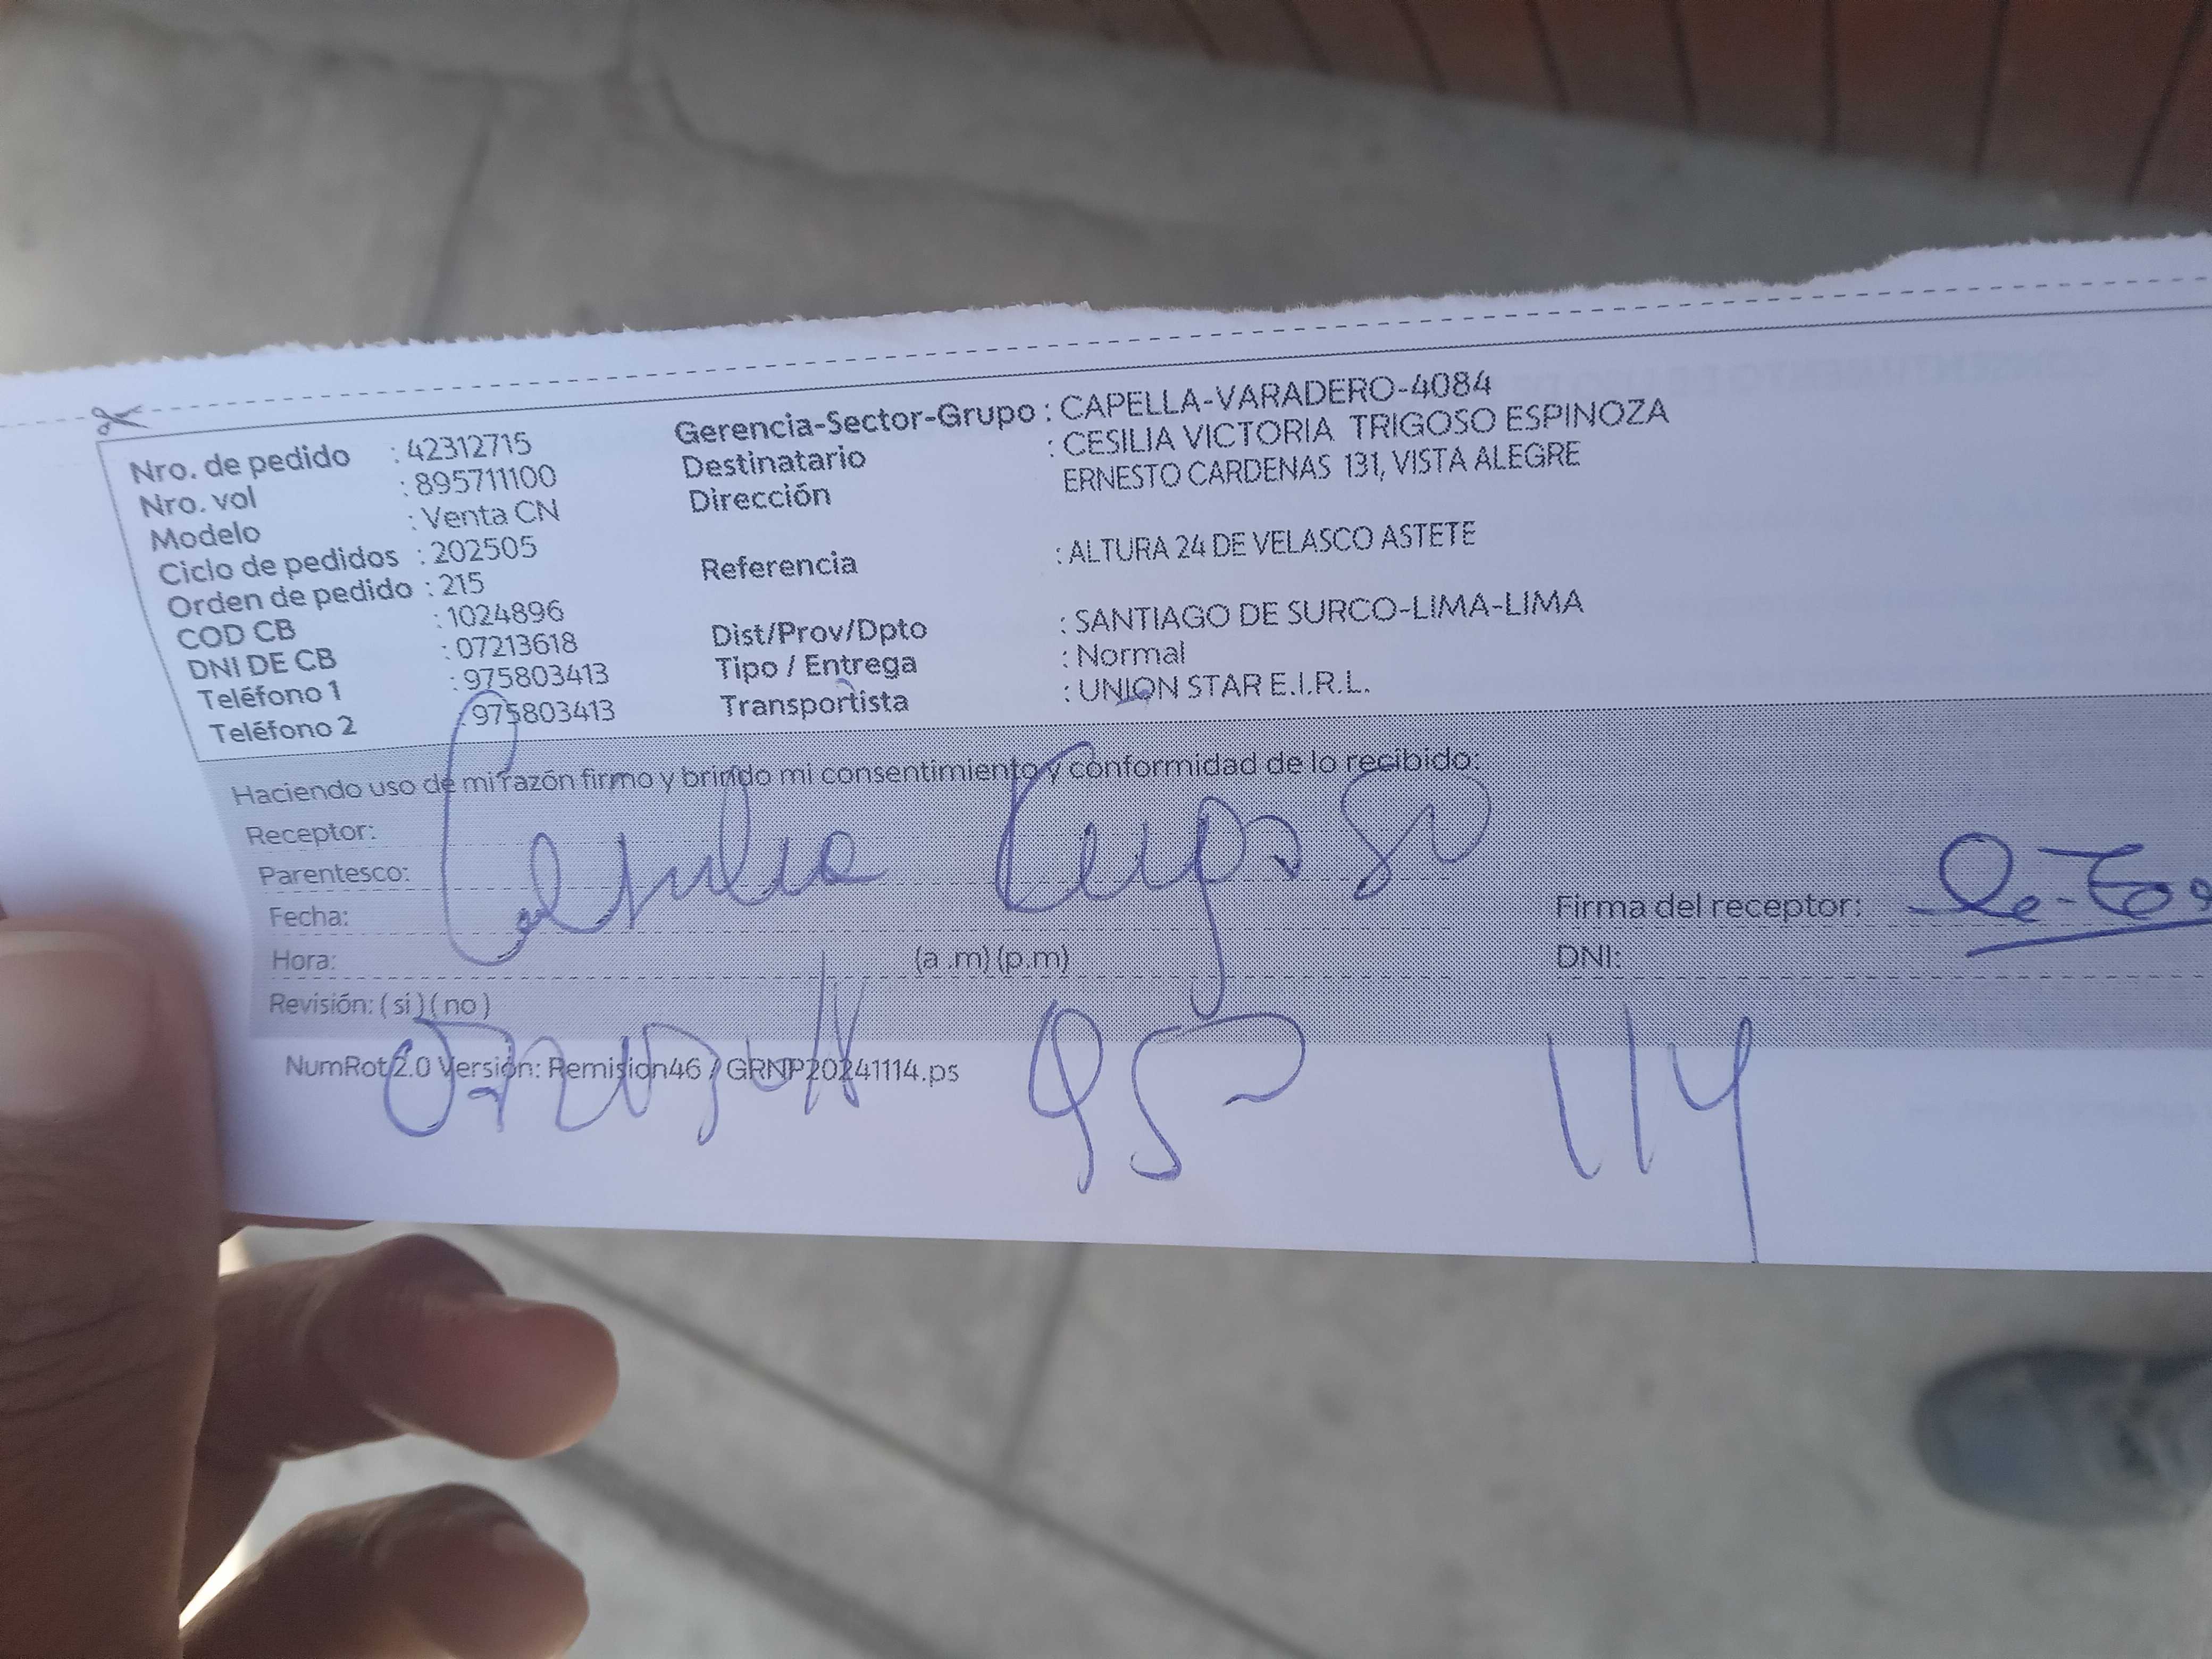 Nro. de pedido : 42312715
Nro. vol : 895711100
Modelo : Venta CN
Ciclo de pedidos : 202505
Orden de pedido : 215
COD CB : 1024896
DNI DE CB : 07213618
Teléfono 1 : 975803413
Teléfono 2 : 975803413
Gerencia-Sector-Grupo : CAPELLA-VARADERO-4084
Destinatario : CESILIA VICTORIA TRIGOSO ESPINOZA
Dirección ERNESTO CARDENAS 131, VISTA ALEGRE
Referencia : ALTURA 24 DE VELASCO ASTETE
Dist/Prov/Dpto : SANTIAGO DE SURCO-LIMA-LIMA
Tipo / Entrega : Normal
Transportista : UNION STAR E.I.R.L.
Haciendo uso de mi razón firmo y brindo mi consentimiento y conformidad de lo recibido:
Receptor:
Parentesco:
Fecha:
Hora: (a .m) (p.m)
Revisión: ( si ) ( no )
Firma del receptor:
DNI:
NumRot 2.0 Versión: Remision46 / GRNP20241114.ps
114